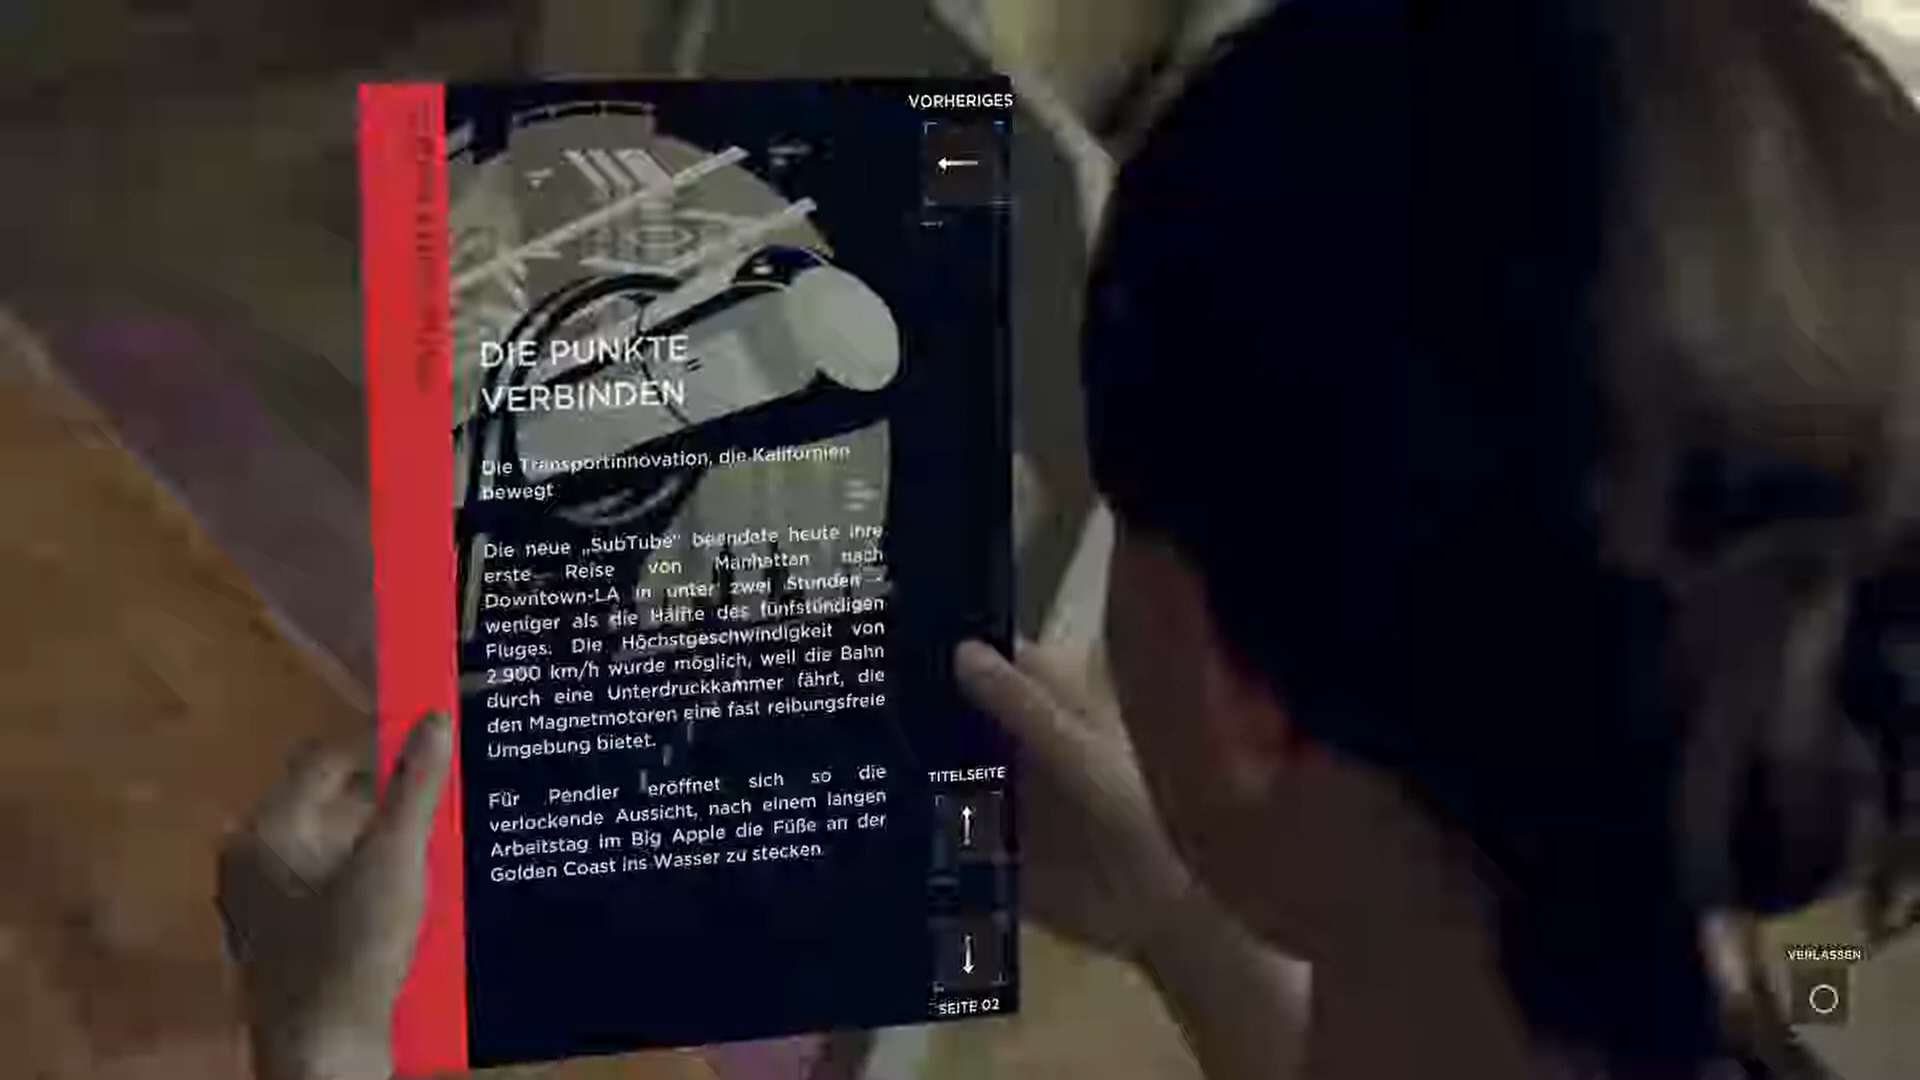 VORHERIGES
DIE PUNKTE
VERBINDEN
Die Transportinnovation, die Kalifornien
bewegt
Die neue „SubTube“ beendete heute ihre
erste Reise von Manhattan nach
Downtown-LA in unter zwei Stunden –
weniger als die Hälfte des fünfstündigen
Fluges. Die Höchstgeschwindigkeit von
2.900 km/h wurde möglich, weil die Bahn
durch eine Unterdruckkammer fährt, die
den Magnetmotoren eine fast reibungsfreie
Umgebung bietet.
Für Pendler eröffnet sich so die
verlockende Aussicht, nach einem langen
Arbeitstag im Big Apple die Füße an der
Golden Coast ins Wasser zu stecken.
TITELSEITE
SEITE 02
VERLASSEN